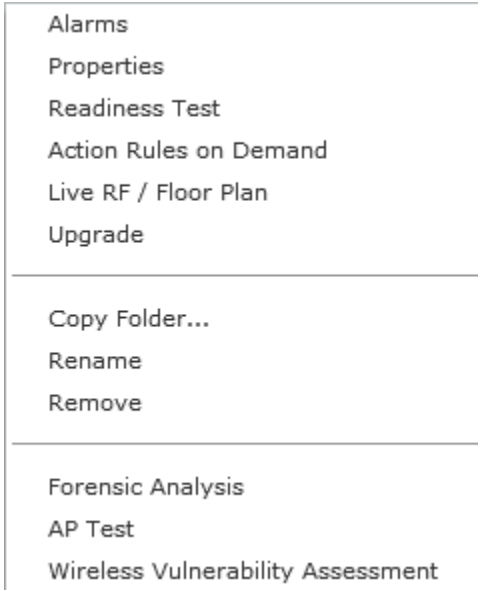 Alarms
Properties
Readiness Test
Action Rules on Demand
Live RF / Floor Plan
Upgrade
Copy Folder...
Rename
Remove
Forensic Analysis
AP Test
Wireless Vulnerability Assessment